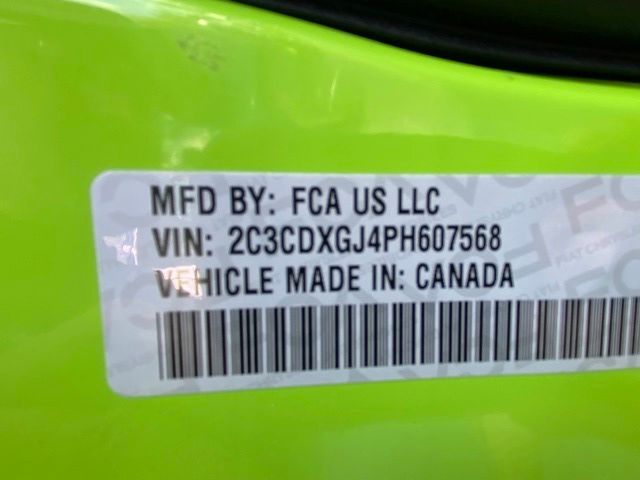 MFD BY: FCA US LLC
VIN: 2C3CDXGJ4PH607568
VEHICLE MADE IN: CANADA